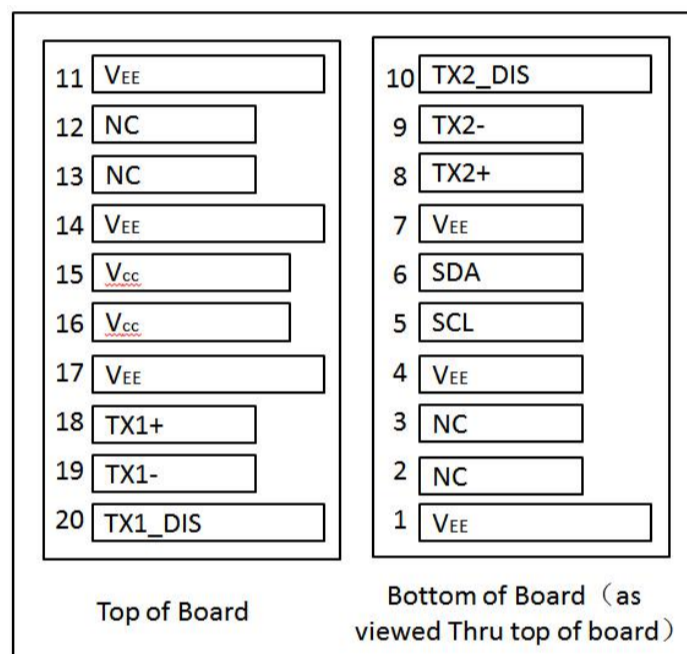 11 VEE
12 NC
13 NC
14 VEE
15 Vcc
16 Vcc
17 VEE
18 TX1+
19 TX1-
20 TX1_DIS
Top of Board
10 TX2_DIS
9 TX2-
8 TX2+
7 VEE
6 SDA
5 SCL
4 VEE
3 NC
2 NC
1 VEE
Bottom of Board（as
viewed Thru top of board）